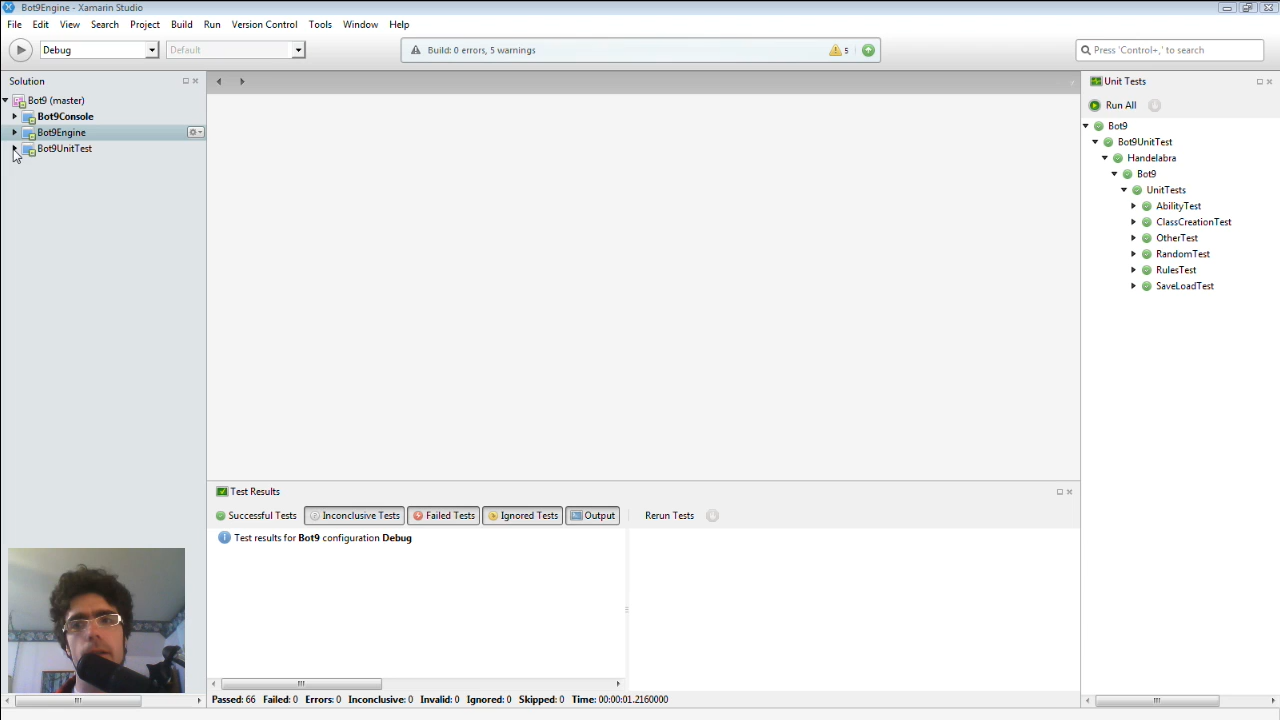 Bot9Engine - Xamarin Studio
File Edit View Search Project Build Run Version Control Tools Window Help
Debug
Default
Build: 0 errors, 5 warnings
5
Press 'Control+,' to search
Solution
Bot9 (master)
Bot9Console
Bot9Engine
Bot9UnitTest
Unit Tests
Run All
Bot9
Bot9UnitTest
Handelabra
Bot9
UnitTests
AbilityTest
ClassCreationTest
OtherTest
RandomTest
RulesTest
SaveLoadTest
Test Results
Successful Tests Inconclusive Tests Failed Tests Ignored Tests Output Rerun Tests
Test results for Bot9 configuration Debug
Passed: 66 Failed: 0 Errors: 0 Inconclusive: 0 Invalid: 0 Ignored: 0 Skipped: 0 Time: 00:00:01.2160000